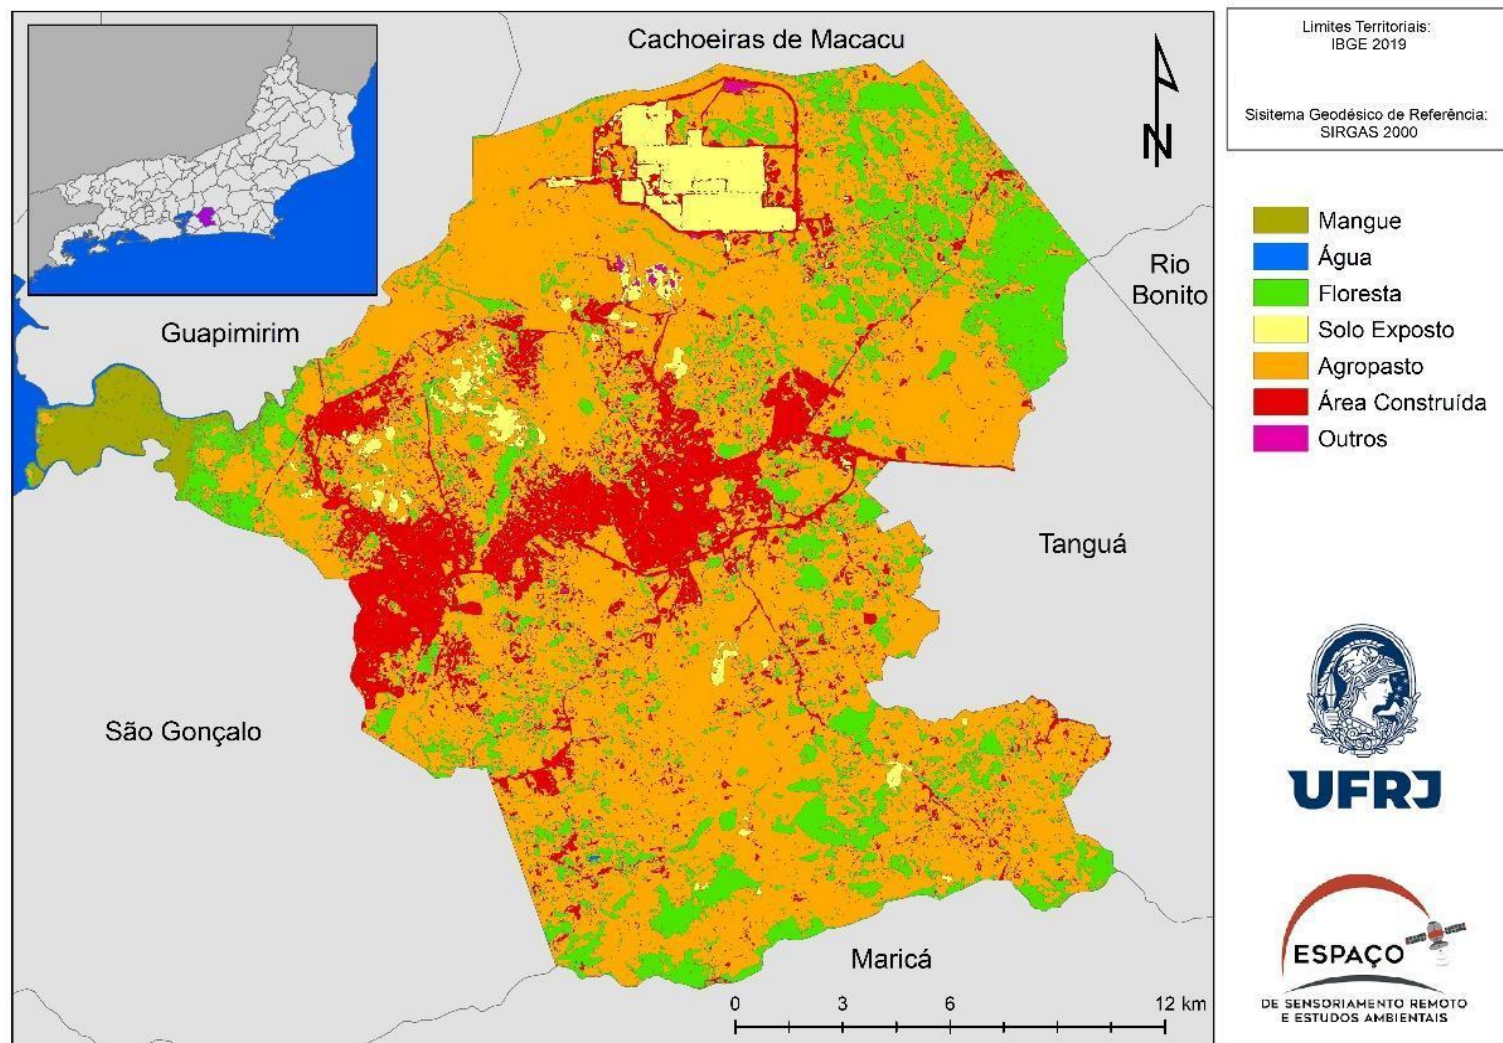 Cachoeiras de Macacu
Guapimirim
Rio
Bonito
Tanguá
São Gonçalo
Maricá
0 3 6 12 km
N
Limites Territoriais:
IBGE 2019
Sisitema Geodésico de Referência:
SIRGAS 2000
Mangue
Água
Floresta
Solo Exposto
Agropasto
Área Construída
Outros
UFRJ
ESPAÇO
DE SENSORIAMENTO REMOTO
E ESTUDOS AMBIENTAIS